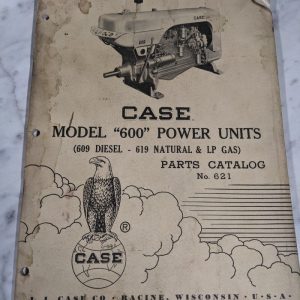 CASE
CASE
MODEL "600" POWER UNITS
(609 DIESEL - 619 NATURAL & LP GAS)
PARTS CATALOG
No. 621
®
CASE
J. I. CASE CO · RACINE, WISCONSIN · U·S·A·